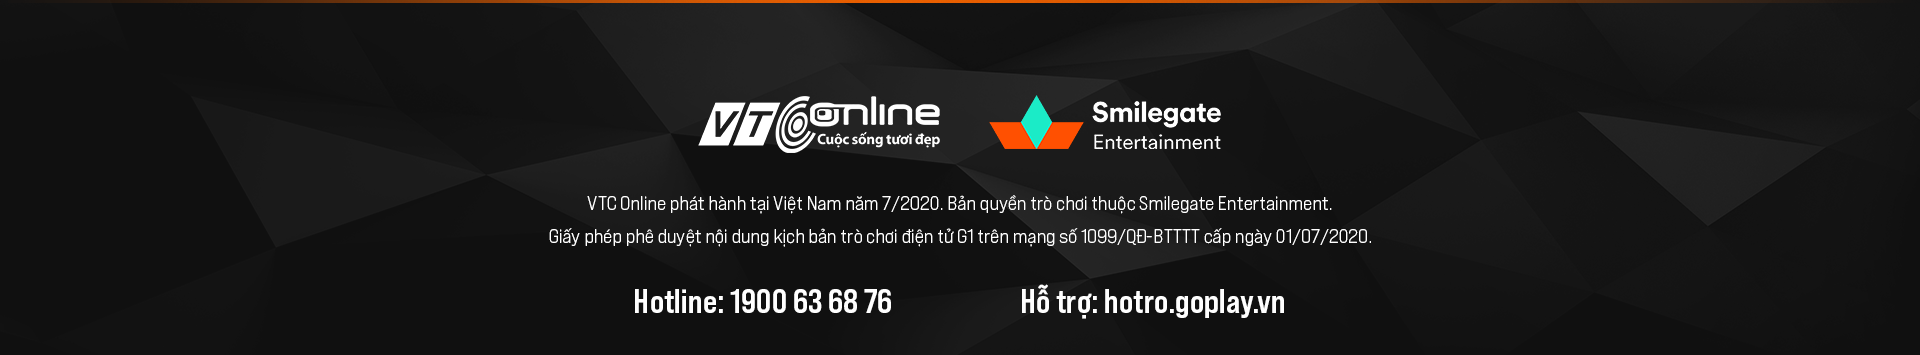 VTC Online
Cuộc sống tươi đẹp
Smilegate
Entertainment
VTC Online phát hành tại Việt Nam năm 7/2020. Bản quyền trò chơi thuộc Smilegate Entertainment.
Giấy phép phê duyệt nội dung kịch bản trò chơi điện tử G1 trên mạng số 1099/QĐ-BTTTT cấp ngày 01/07/2020.
Hotline: 1900 63 68 76
Hỗ trợ: hotro.goplay.vn